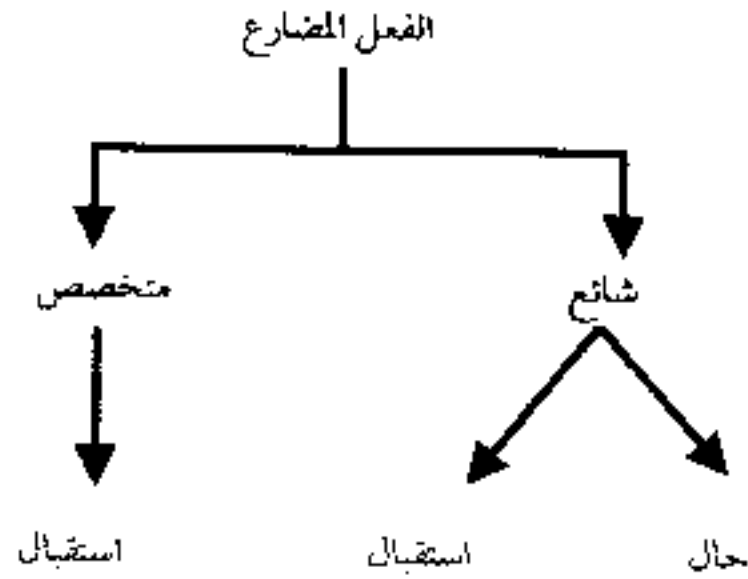 الفعل المضارع
شائع
متخصص
حال
استقبال
استقبال